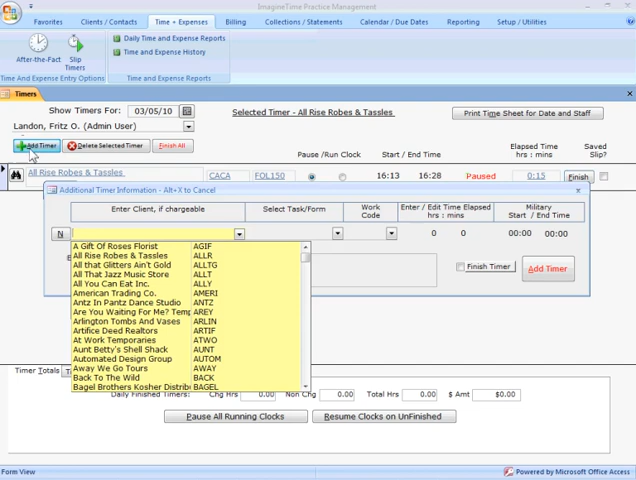 ImagineTime Practice Management
Favorites Clients / Contacts Time + Expenses Billing Collections / Statements Calendar / Due Dates Reporting Setup / Utilities
After-the-Fact Slip Timers
Daily Time and Expense Reports
Time and Expense History
Time And Expense Entry Options Time and Expense Reports
Timers
Show Timers For: 03/05/10
Selected Timer - All Rise Robes & Tassles
Print Time Sheet for Date and Staff
Landon, Fritz O. (Admin User)
Add Timer Delete Selected Timer Finish All
Pause /Run Clock Start / End Time Elapsed Time hr : mins Saved Slip?
All Rise Robes & Tassles CACA FOL150 16:13 16:28 Paused 0:15 Finish
Additional Timer Information - Alt+X to Cancel
Enter Client, if chargeable Select Task/Form Work Code Enter / Edit Time Elapsed hrs : mins Military Start / End Time
N 0 0 00:00 00:00
Finish Timer Add Timer
A Gift Of Roses Florist AGIF
All Rise Robes & Tassles ALLR
All that Glitters Ain't Gold ALLTG
All That Jazz Music Store ALLT
All You Can Eat Inc. ALLY
American Trading Co. AMERI
Antz In Pantz Dance Studio ANTZ
Are You Waiting For Me? Temp AREY
Arlington Tombs And Vases ARLIN
Artifice Deed Realtors ARTIF
At Work Temporaries ATWO
Aunt Betty's Shell Shack AUNT
Automated Design Group AUTOM
Away We Go Tours AWAY
Back To The Wild BACK
Bagel Brothers Kosher Distrib BAGEL
Timer Totals
Daily Finished Timers: Chg Hrs 0.00 Non Chg 0.00 Total Hrs 0.00 $ Amt $0.00
Pause All Running Clocks Resume Clocks on UnFinished
Form View Powered by Microsoft Office Access